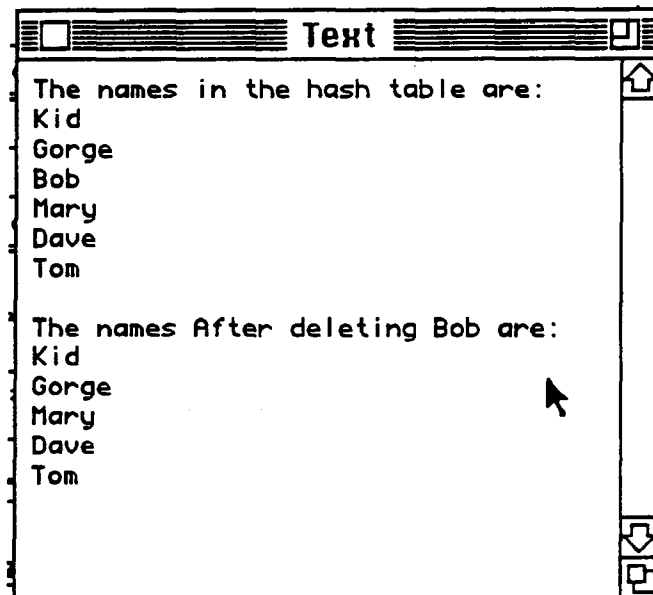 Text
The names in the hash table are:
Kid
Gorge
Bob
Mary
Dave
Tom
The names After deleting Bob are:
Kid
Gorge
Mary
Dave
Tom